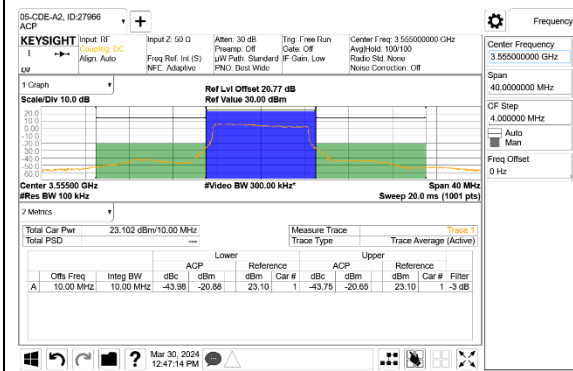 05-CDE-A2, ID:27966
ACP
Frequency
KEYSIGHT Input: RF Input Z: 50 Ω Atten: 30 dB Trig: Free Run Center Freq: 3.555000000 GHz
Coupling: DC Preamp: Off Gate: Off Avg|Hold: 100/100
Align: Auto Freq Ref: Int (S) µW Path: Standard IF Gain: Low Radio Std: None
NFE: Adaptive PNO: Best Wide Noise Correction: Off
Center Frequency
3.555000000 GHz
Span
40.0000000 MHz
CF Step
4.000000 MHz
Auto
Man
Freq Offset
0 Hz
1 Graph
Ref Lvl Offset 20.77 dB
Scale/Div 10.0 dB Ref Value 30.00 dBm
20.0
10.0
0.00
-10.0
-20.0
-30.0
-40.0
-50.0
-60.0
Center 3.55500 GHz #Video BW 300.00 kHz* Span 40 MHz
#Res BW 100 kHz Sweep 20.0 ms (1001 pts)
2 Metrics
Total Car Pwr 23.102 dBm/10.00 MHz Measure Trace Trace 1
Total PSD --- Trace Type Trace Average (Active)
Lower Upper
ACP Reference ACP Reference
Offs Freq Integ BW dBc dBm dBm Car # dBc dBm dBm Car # Filter
A 10.00 MHz 10.00 MHz -43.98 -20.88 23.10 1 -43.75 -20.65 23.10 1 -3 dB
Mar 30, 2024
12:47:14 PM